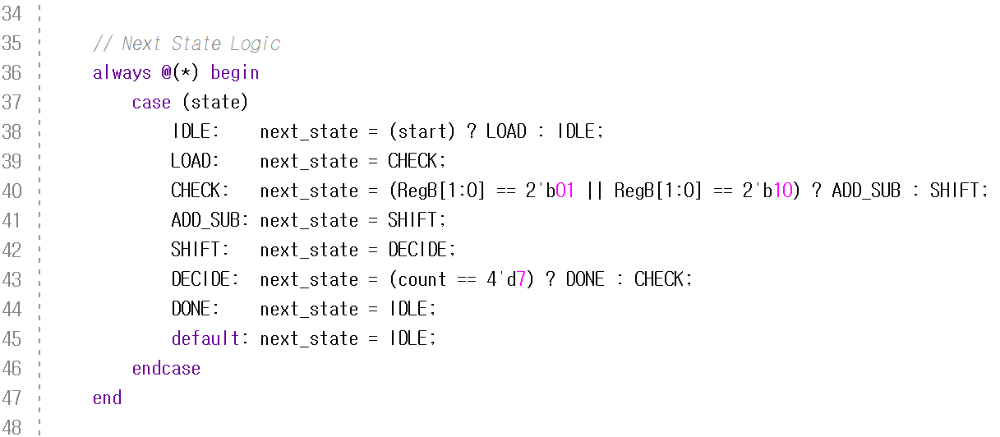 34
35 // Next State Logic
36 always @(*) begin
37 case (state)
38 IDLE: next_state = (start) ? LOAD : IDLE;
39 LOAD: next_state = CHECK;
40 CHECK: next_state = (RegB[1:0] == 2'b01 || RegB[1:0] == 2'b10) ? ADD_SUB : SHIFT;
41 ADD_SUB: next_state = SHIFT;
42 SHIFT: next_state = DECIDE;
43 DECIDE: next_state = (count == 4'd7) ? DONE : CHECK;
44 DONE: next_state = IDLE;
45 default: next_state = IDLE;
46 endcase
47 end
48